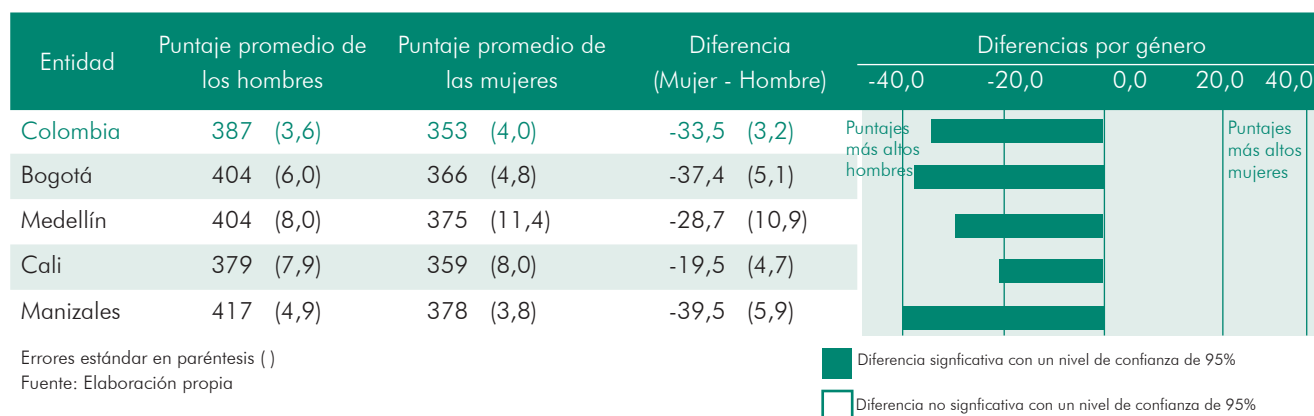 Entidad
Puntaje promedio de
los hombres
Puntaje promedio de
las mujeres
Diferencia
(Mujer - Hombre)
Diferencias por género
-40,0 -20,0 0,0 20,0 40,0
Colombia 387 (3,6) 353 (4,0) -33,5 (3,2)
Bogotá 404 (6,0) 366 (4,8) -37,4 (5,1)
Medellín 404 (8,0) 375 (11,4) -28,7 (10,9)
Cali 379 (7,9) 359 (8,0) -19,5 (4,7)
Manizales 417 (4,9) 378 (3,8) -39,5 (5,9)
Puntajes
más altos
hombres
Puntajes
más altos
mujeres
Errores estándar en paréntesis ( )
Fuente: Elaboración propia
Diferencia signficativa con un nivel de confianza de 95%
Diferencia no signficativa con un nivel de confianza de 95%